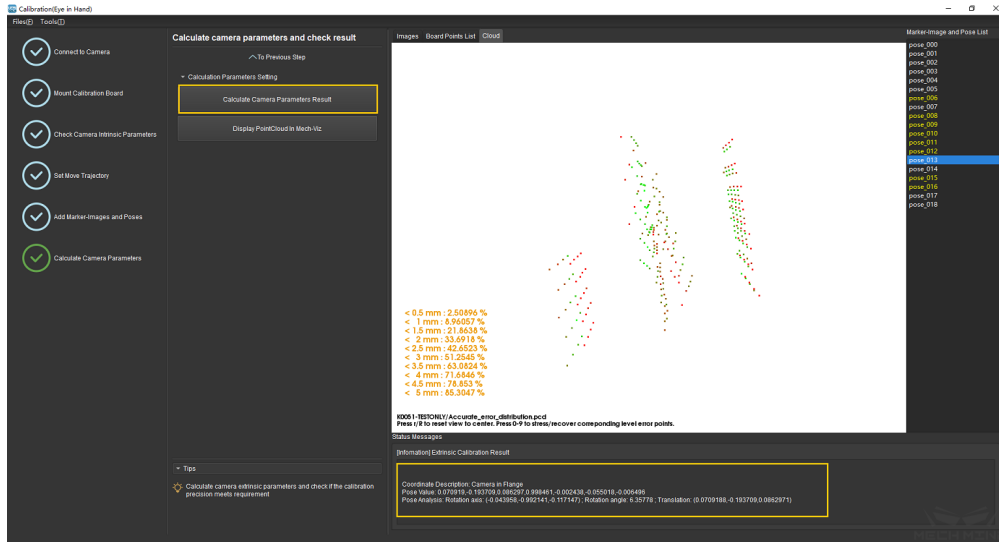 Calibration(Eye in Hand)
Files(F) Tools(T)
Connect to Camera
Mount Calibration Board
Check Camera Intrinsic Parameters
Set Move Trajectory
Add Marker-Images and Poses
Calculate Camera Parameters
Calculate camera parameters and check result
To Previous Step
Calculation Parameters Setting
Calculate Camera Parameters Result
Display PointCloud in Mech-Viz
Tips
Calculate camera extrinsic parameters and check if the calibration
precision meets requirement
Images Board Points List Cloud
< 0.5 mm : 2.50896 %
< 1 mm : 8.96057 %
< 1.5 mm : 21.8638 %
< 2 mm : 33.6918 %
< 2.5 mm : 42.6523 %
< 3 mm : 51.2545 %
< 3.5 mm : 63.0824 %
< 4 mm : 71.6846 %
< 4.5 mm : 78.853 %
< 5 mm : 85.3047 %
K0051-TESTONLY/Accurate_error_distribution.pcd
Press r/R to reset view to center. Press 0-9 to stress/recover correponding level error points.
Status Messages
[Infomation] Extrinsic Calibration Result
Coordinate Description: Camera in Flange
Pose Value: 0.070919,-0.193709,0.086297,0.998461,-0.002438,-0.055018,-0.006496
Pose Analysis: Rotation axis: (-0.043958,-0.992141,-0.117147) ; Rotation angle: 6.35778 ; Translation: (0.0709188,-0.193709,0.0862971)
Marker-Image and Pose List
pose_000
pose_001
pose_002
pose_003
pose_004
pose_005
pose_006
pose_007
pose_008
pose_009
pose_010
pose_011
pose_012
pose_013
pose_014
pose_015
pose_016
pose_017
pose_018
MECH MIND